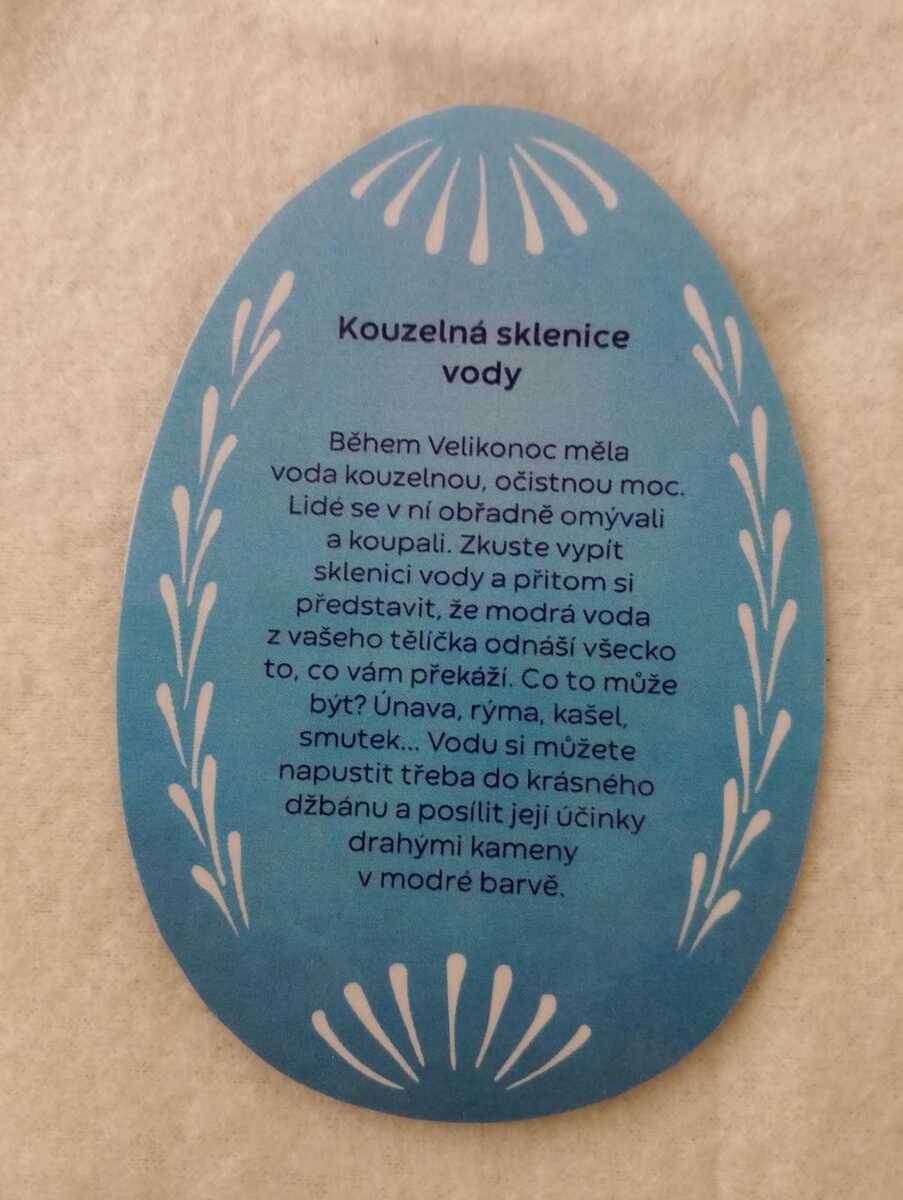 Kouzelná sklenice
vody
Během Velikonoc měla
voda kouzelnou, očistnou moc.
Lidé se v ní obřadně omývali
a koupali. Zkuste vypít
sklenici vody a přitom si
představit, že modrá voda
z vašeho tělíčka odnáší všecko
to, co vám překáží. Co to může
být? Únava, rýma, kašel,
smutek... Vodu si můžete
napustit třeba do krásného
džbánu a posílit její účinky
drahými kameny
v modré barvě.